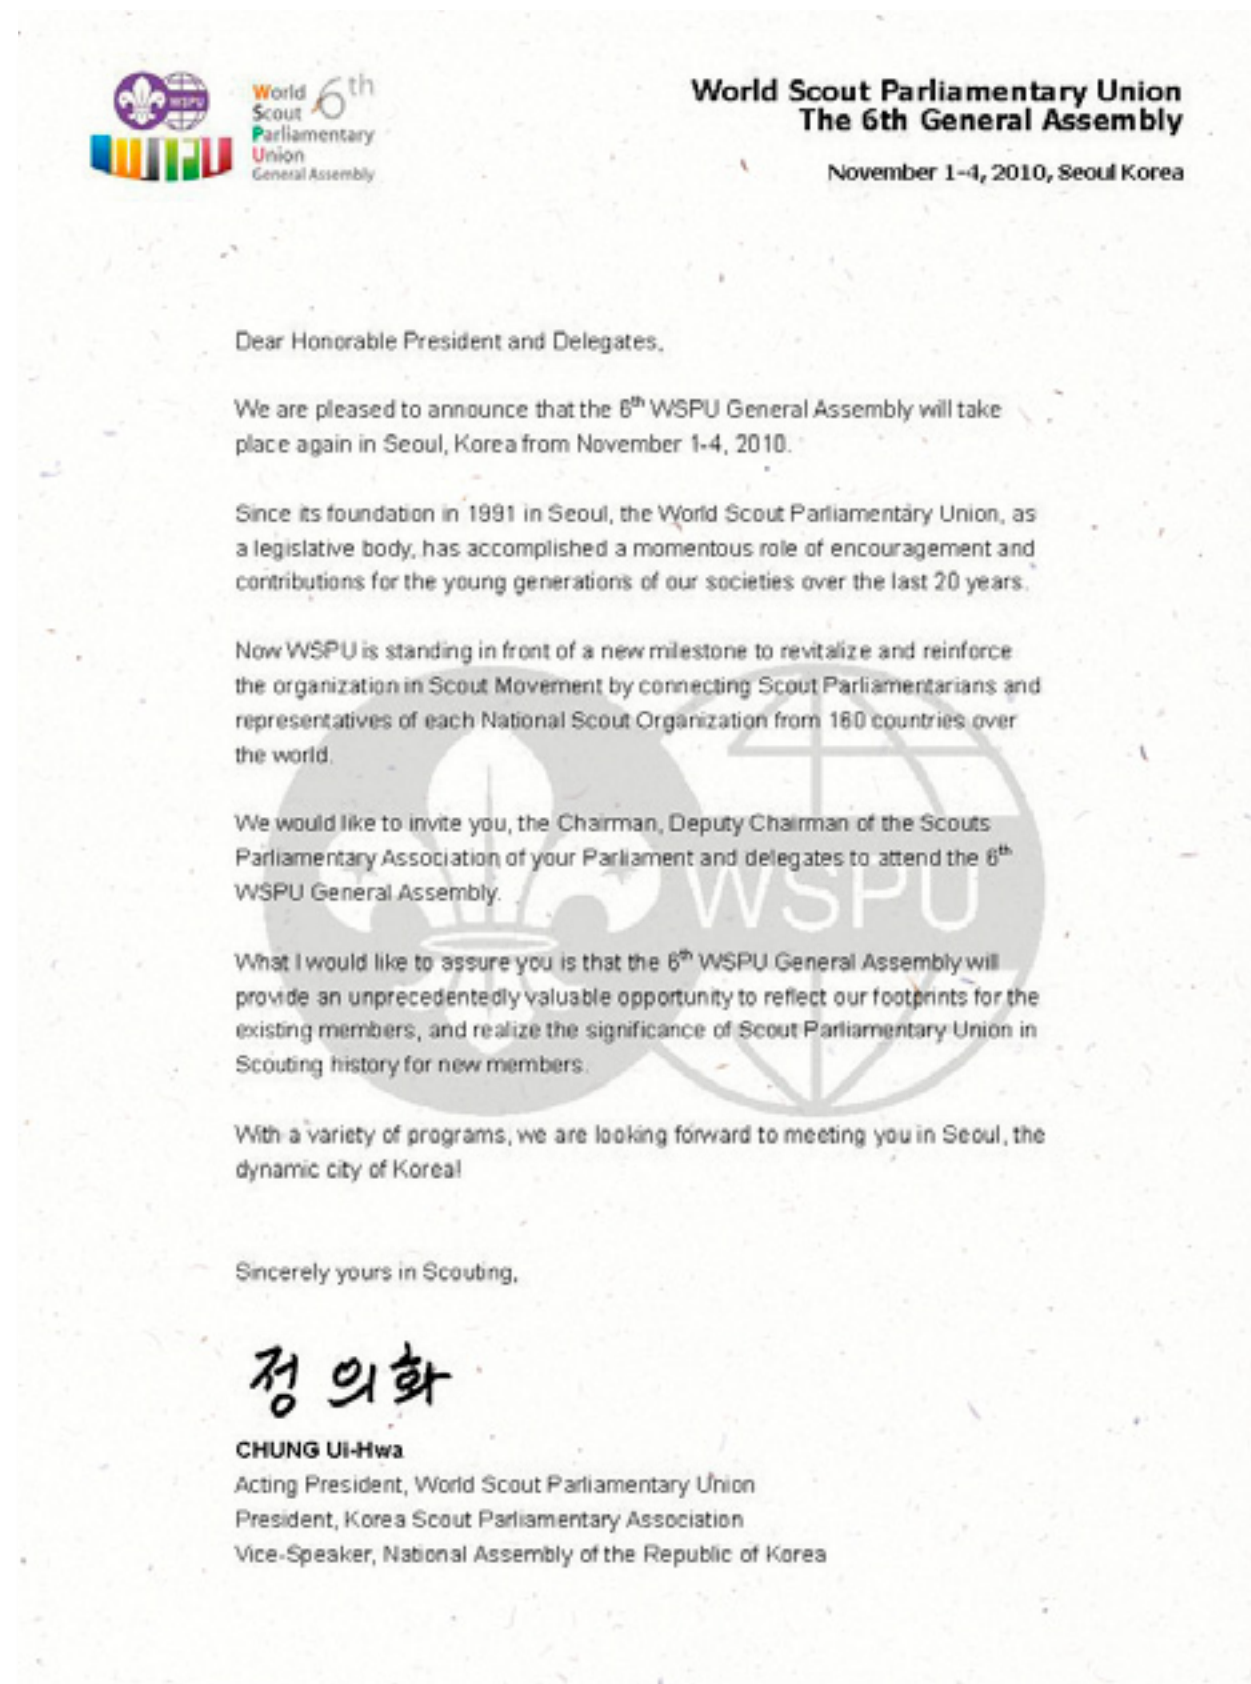 WSPU
WSPU
World 6th
Scout
Parliamentary
Union
General Assembly
World Scout Parliamentary Union
The 6th General Assembly
November 1-4, 2010, Seoul Korea
Dear Honorable President and Delegates,
We are pleased to announce that the 6th WSPU General Assembly will take
place again in Seoul, Korea from November 1-4, 2010.
Since its foundation in 1991 in Seoul, the World Scout Parliamentary Union, as
a legislative body, has accomplished a momentous role of encouragement and
contributions for the young generations of our societies over the last 20 years.
Now WSPU is standing in front of a new milestone to revitalize and reinforce
the organization in Scout Movement by connecting Scout Parliamentarians and
representatives of each National Scout Organization from 160 countries over
the world.
We would like to invite you, the Chairman, Deputy Chairman of the Scouts
Parliamentary Association of your Parliament and delegates to attend the 6th
WSPU General Assembly.
WSPU
What I would like to assure you is that the 6th WSPU General Assembly will
provide an unprecedentedly valuable opportunity to reflect our footprints for the
existing members, and realize the significance of Scout Parliamentary Union in
Scouting history for new members.
With a variety of programs, we are looking forward to meeting you in Seoul, the
dynamic city of Korea!
Sincerely yours in Scouting,
정 의화
CHUNG Ui-Hwa
Acting President, World Scout Parliamentary Union
President, Korea Scout Parliamentary Association
Vice-Speaker, National Assembly of the Republic of Korea